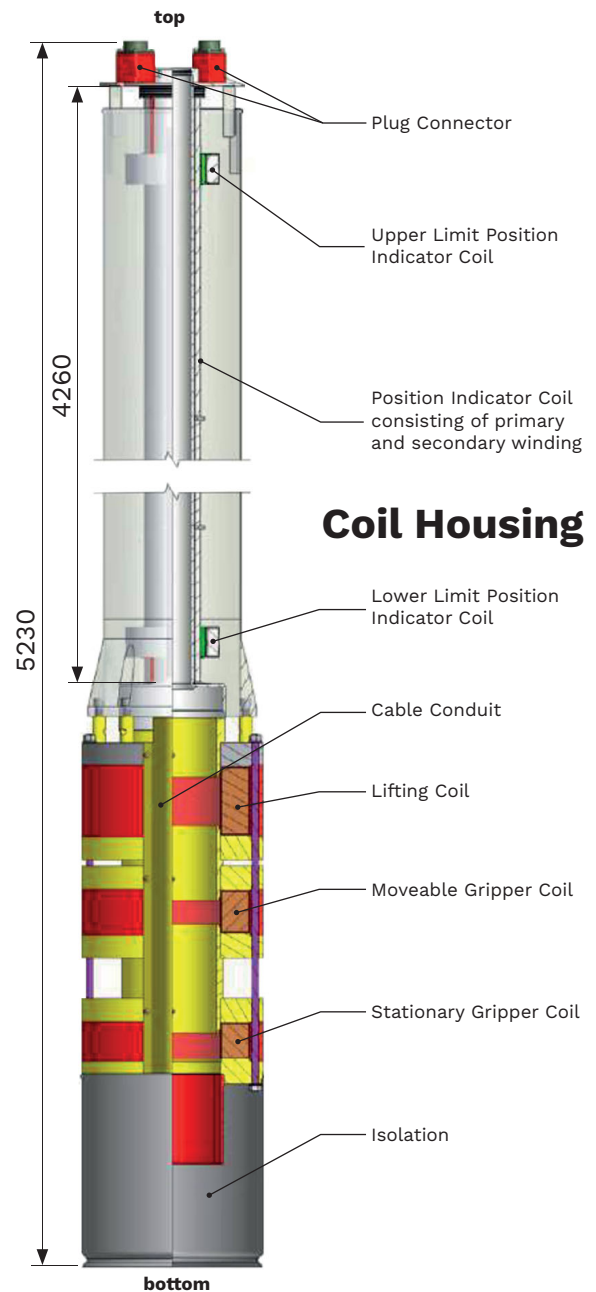 top
Plug Connector
Upper Limit Position
Indicator Coil
4260
Position Indicator Coil
consisting of primary
and secondary winding
Coil Housing
Lower Limit Position
Indicator Coil
5230
Cable Conduit
Lifting Coil
Moveable Gripper Coil
Stationary Gripper Coil
Isolation
bottom